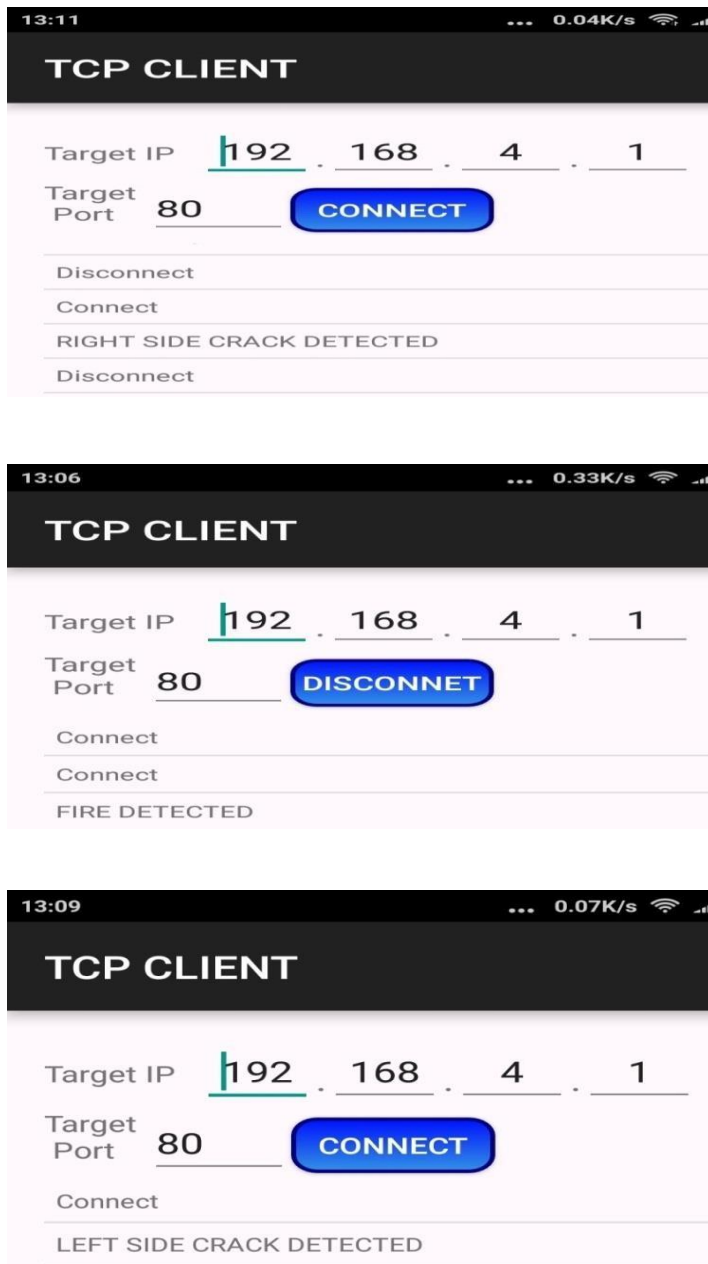 13:11 ... 0.04K/s
TCP CLIENT
Target IP 192 . 168 . 4 . 1
Target
Port 80 CONNECT
Disconnect
Connect
RIGHT SIDE CRACK DETECTED
Disconnect
13:06 ... 0.33K/s
TCP CLIENT
Target IP 192 . 168 . 4 . 1
Target
Port 80 DISCONNET
Connect
Connect
FIRE DETECTED
13:09 ... 0.07K/s
TCP CLIENT
Target IP 192 . 168 . 4 . 1
Target
Port 80 CONNECT
Connect
LEFT SIDE CRACK DETECTED